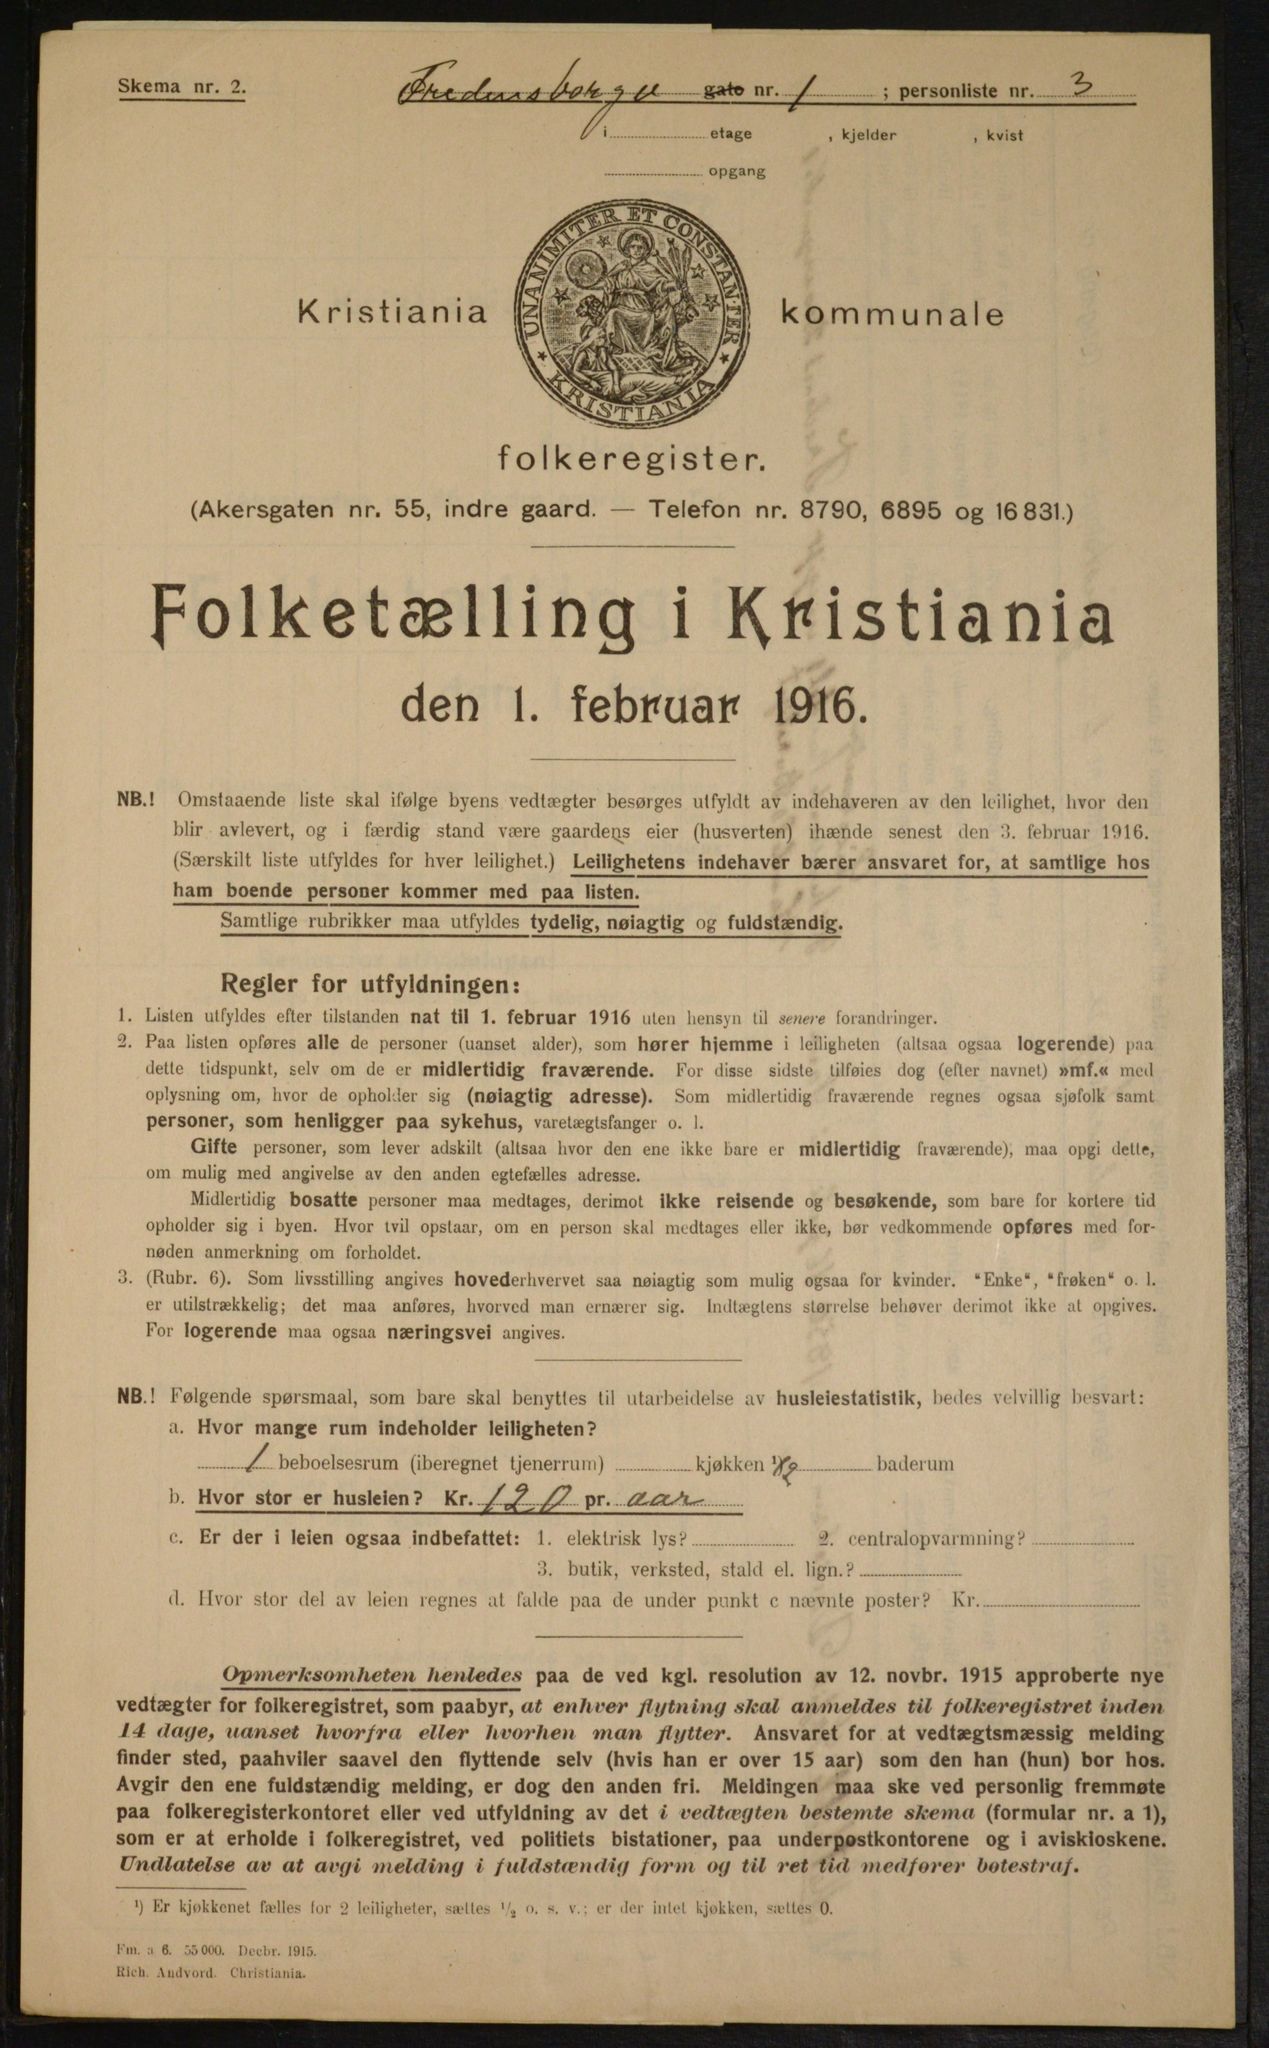 Skema nr. 2. Fredensborgv gate nr. 1 ; personliste nr. 3
i etage , kjelder , kvist
opgang
UNANIMITER ET CONSTANTER
KRISTIANIA
Kristiania kommunale
folkeregister.
(Akersgaten nr. 55, indre gaard. — Telefon nr. 8790, 6895 og 16 831.)
Folketælling i Kristiania
den 1. februar 1916.
NB.! Omstaaende liste skal ifølge byens vedtægter besørges utfyldt av indehaveren av den leilighet, hvor den
blir avlevert, og i færdig stand være gaardens eier (husverten) ihænde senest den 3. februar 1916.
(Særskilt liste utfyldes for hver leilighet.) Leilighetens indehaver bærer ansvaret for, at samtlige hos
ham boende personer kommer med paa listen.
Samtlige rubrikker maa utfyldes tydelig, nøiagtig og fuldstændig.
Regler for utfyldningen:
1. Listen utfyldes efter tilstanden nat til 1. februar 1916 uten hensyn til senere forandringer.
2. Paa listen opføres alle de personer (uanset alder), som hører hjemme i leiligheten (altsaa ogsaa logerende) paa
dette tidspunkt, selv om de er midlertidig fraværende. For disse sidste tilføies dog (efter navnet) »mf.« med
oplysning om, hvor de opholder sig (nøiagtig adresse). Som midlertidig fraværende regnes ogsaa sjøfolk samt
personer, som henligger paa sykehus, varetægtsfanger o. l.
Gifte personer, som lever adskilt (altsaa hvor den ene ikke bare er midlertidig fraværende), maa opgi dette,
om mulig med angivelse av den anden egtefælles adresse.
Midlertidig bosatte personer maa medtages, derimot ikke reisende og besøkende, som bare for kortere tid
opholder sig i byen. Hvor tvil opstaar, om en person skal medtages eller ikke, bør vedkommende opføres med for-
nøden anmerkning om forholdet.
3. (Rubr. 6). Som livsstilling angives hovederhvervet saa nøiagtig som mulig ogsaa for kvinder. "Enke", "frøken" o. l.
er utilstrækkelig; det maa anføres, hvorved man ernærer sig. Indtægtens størrelse behøver derimot ikke at opgives.
For logerende maa ogsaa næringsvei angives.
NB.! Følgende spørsmaal, som bare skal benyttes til utarbeidelse av husleiestatistik, bedes velvillig besvart:
a. Hvor mange rum indeholder leiligheten?
1 beboelsesrum (iberegnet tjenerrum) kjøkken 1/2 baderum
b. Hvor stor er husleien? Kr. 120 pr. aar
c. Er der i leien ogsaa indbefattet: 1. elektrisk lys? 2. centralopvarmning?
3. butik, verksted, stald el. lign.?
d. Hvor stor del av leien regnes at falde paa de under punkt c nævnte poster? Kr.
Opmerksomheten henledes paa de ved kgl. resolution av 12. novbr. 1915 approberte nye
vedtægter for folkeregistret, som paabyr, at enhver flytning skal anmeldes til folkeregistret inden
14 dage, uanset hvorfra eller hvorhen man flytter. Ansvaret for at vedtægtsmæssig melding
finder sted, paahviler saavel den flyttende selv (hvis han er over 15 aar) som den han (hun) bor hos.
Avgir den ene fuldstændig melding, er dog den anden fri. Meldingen maa ske ved personlig fremmøte
paa folkeregisterkontoret eller ved utfyldning av det i vedtægten bestemte skema (formular nr. a 1),
som er at erholde i folkeregistret, ved politiets bistationer, paa underpostkontorene og i aviskioskene.
Undlatelse av at avgi melding i fuldstændig form og til ret tid medfører botestraf.
¹) Er kjøkkenet fælles for 2 leiligheter, sættes ½ o. s. v.; er der intet kjøkken, sættes 0.
Fm. a 6. 55 000. Decbr. 1915.
Rich. Andvord. Christiania.